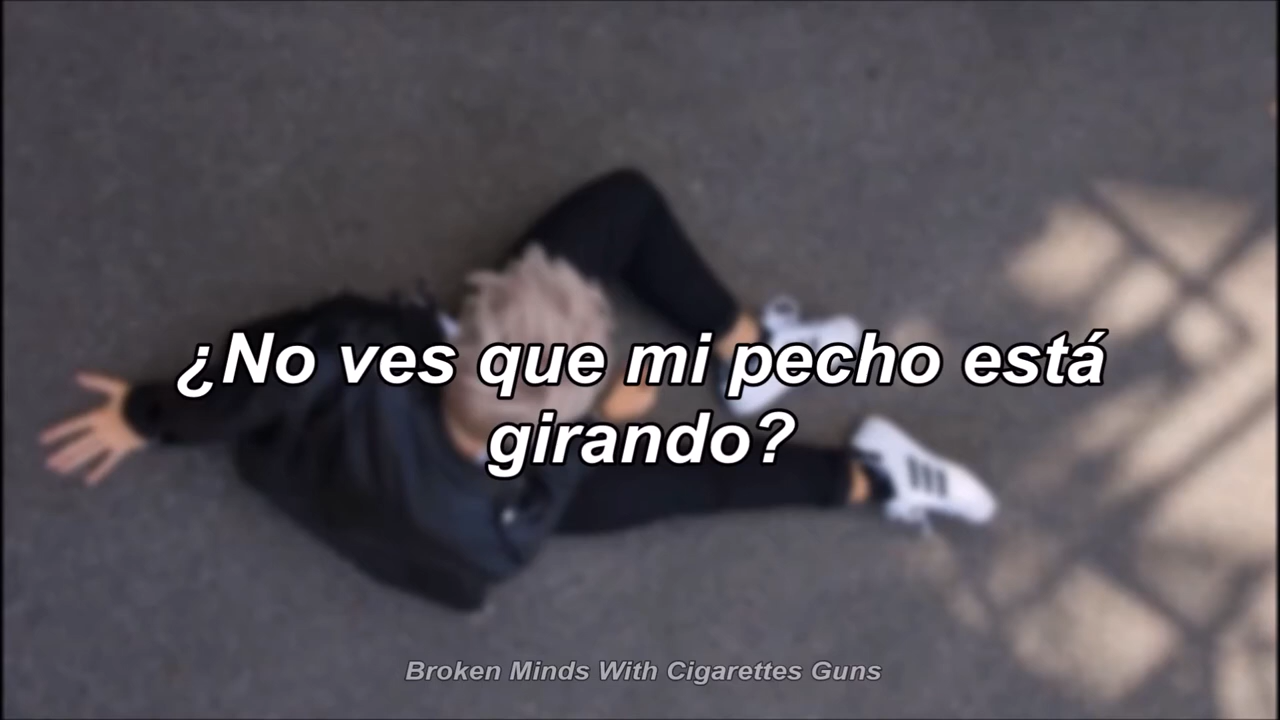 ¿No ves que mi pecho está
girando?
Broken Minds With Cigarettes Guns